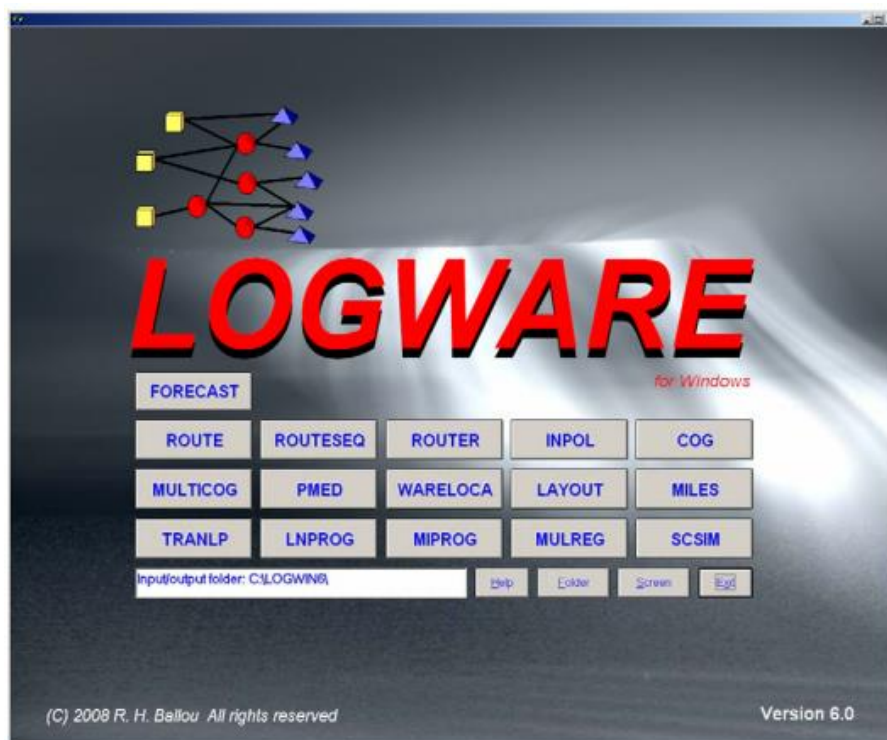 LOGWARE
for Windows
FORECAST
ROUTE ROUTESEQ ROUTER INPOL COG
MULTICOG PMED WARELOCA LAYOUT MILES
TRANLP LNPROG MIPROG MULREG SCSIM
Input/output folder: C:\LOGWIN6\ Help Folder Screen Exit
(C) 2008 R. H. Ballou All rights reserved
Version 6.0